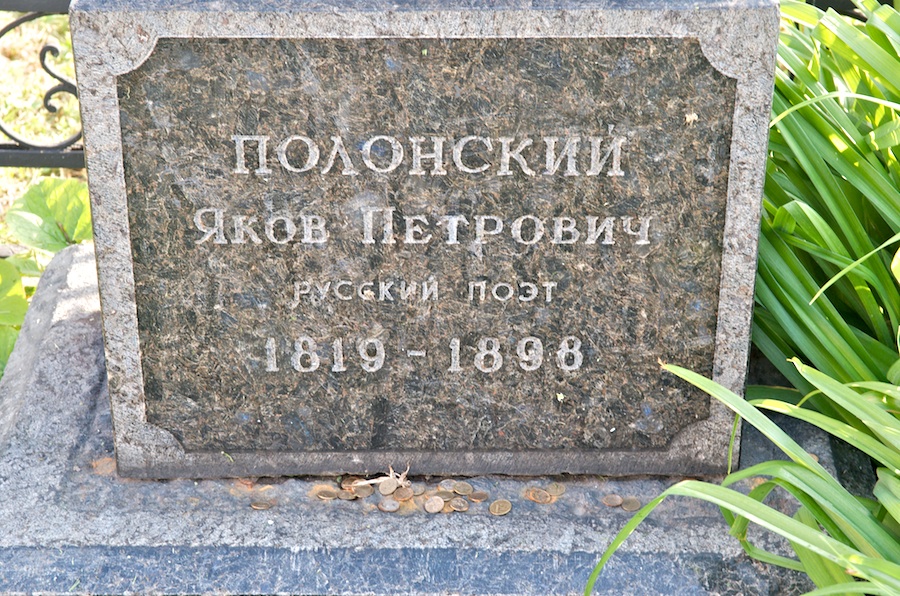 ПОЛОНСКИЙ
Яков Петрович
РУССКИЙ ПОЭТ
1819-1898